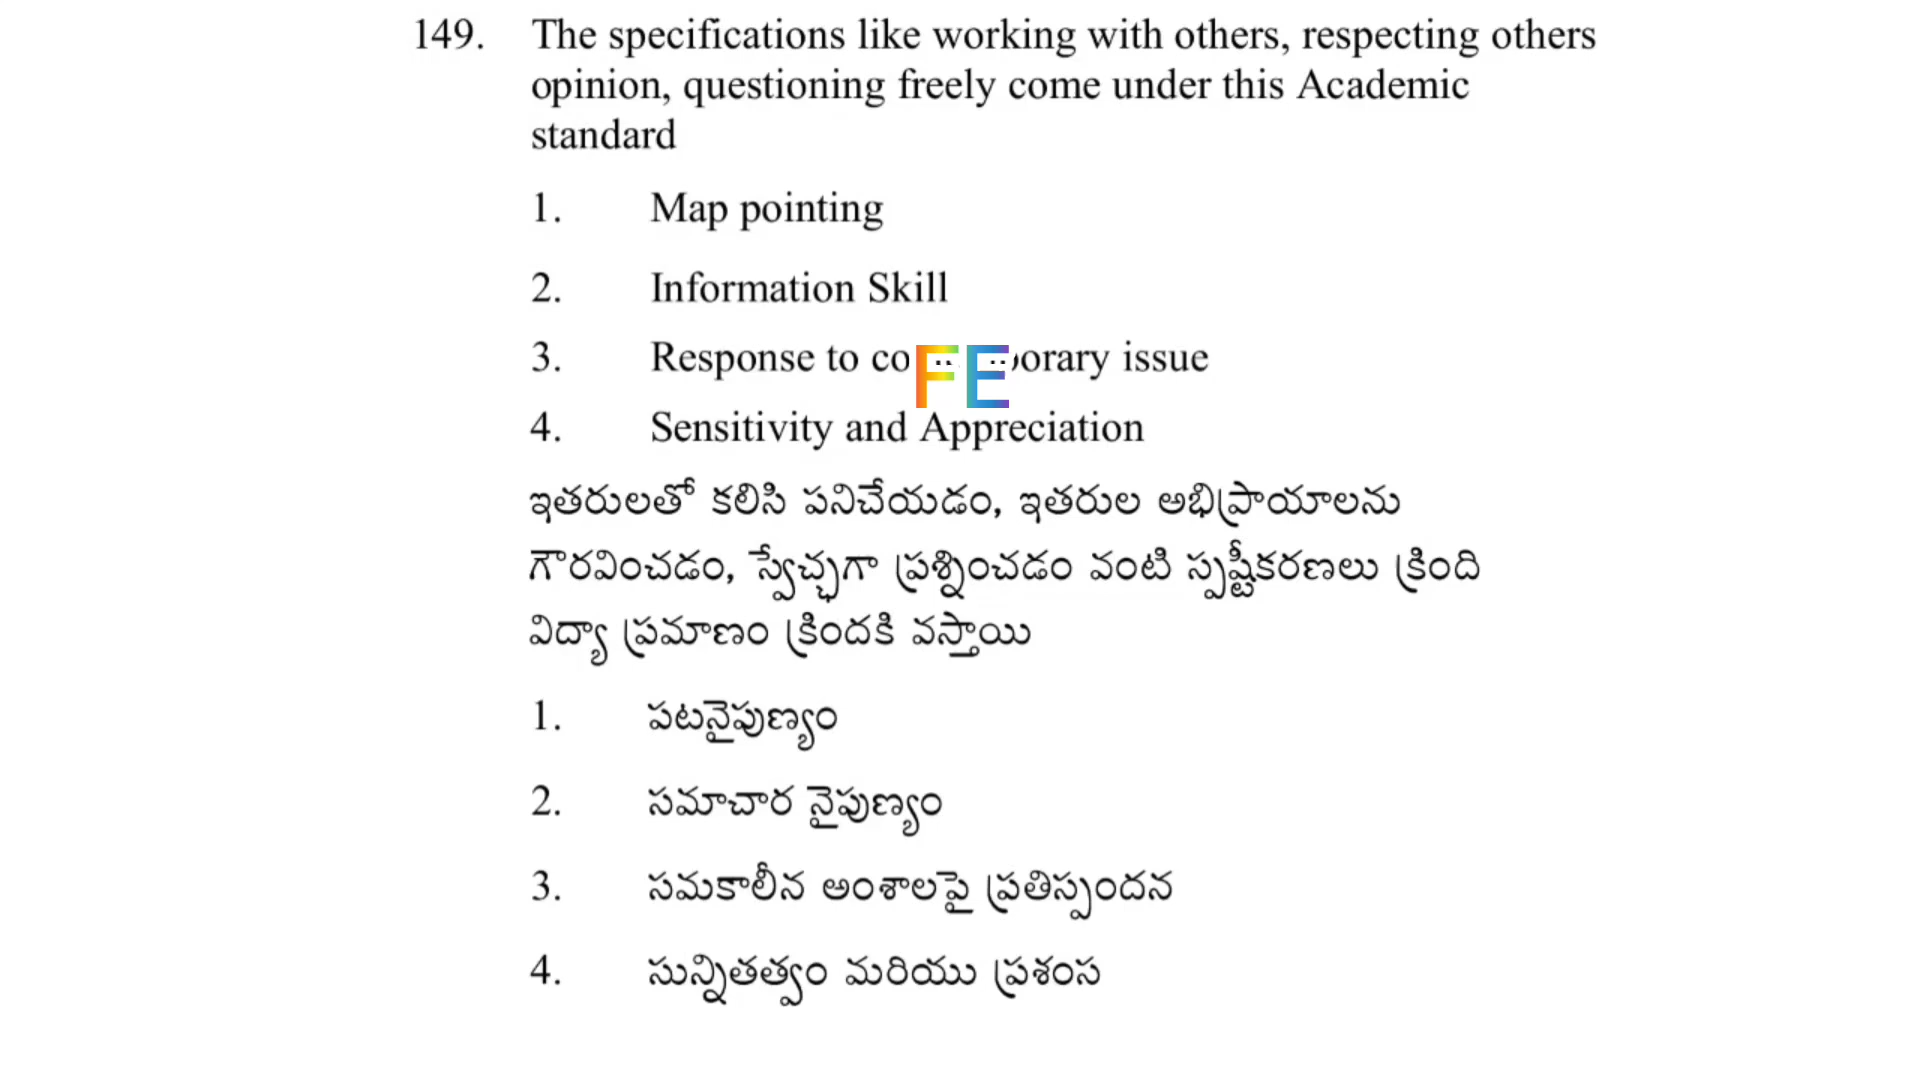 149. The specifications like working with others, respecting others
opinion, questioning freely come under this Academic
standard
1. Map pointing
2. Information Skill
3. Response to issue
FE
4. Sensitivity and Appreciation
ఇతరులతో కలిసి పనిచేయడం, ఇతరుల అభిప్రాయాలను
గౌరవించడం, స్వేచ్ఛగా ప్రశ్నించడం వంటి స్పష్టీకరణలు క్రింది
విద్యా ప్రమాణం క్రిందకి వస్తాయి
1. పటనైపుణ్యం
2. సమాచార నైపుణ్యం
3. సమకాలీన అంశాలపై ప్రతిస్పందన
4. సున్నితత్వం మరియు ప్రశంస